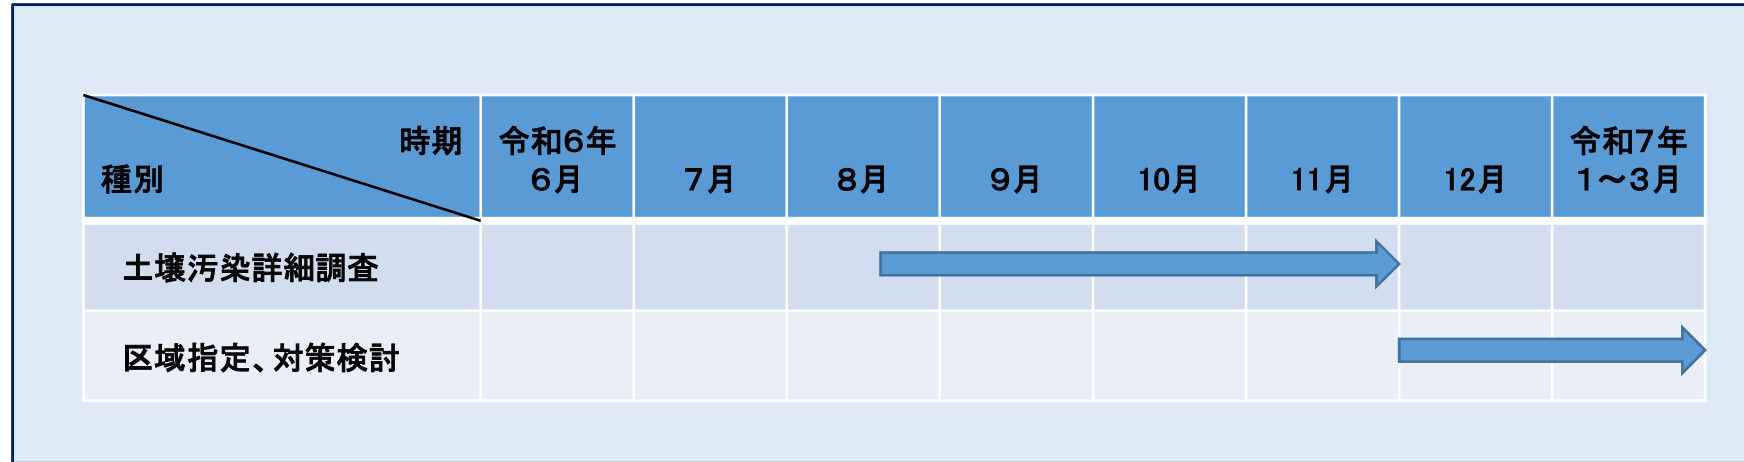 時期
種別
令和6年
6月
7月
8月
9月
10月
11月
12月
令和7年
1~3月
土壌汚染詳細調査
区域指定、対策検討